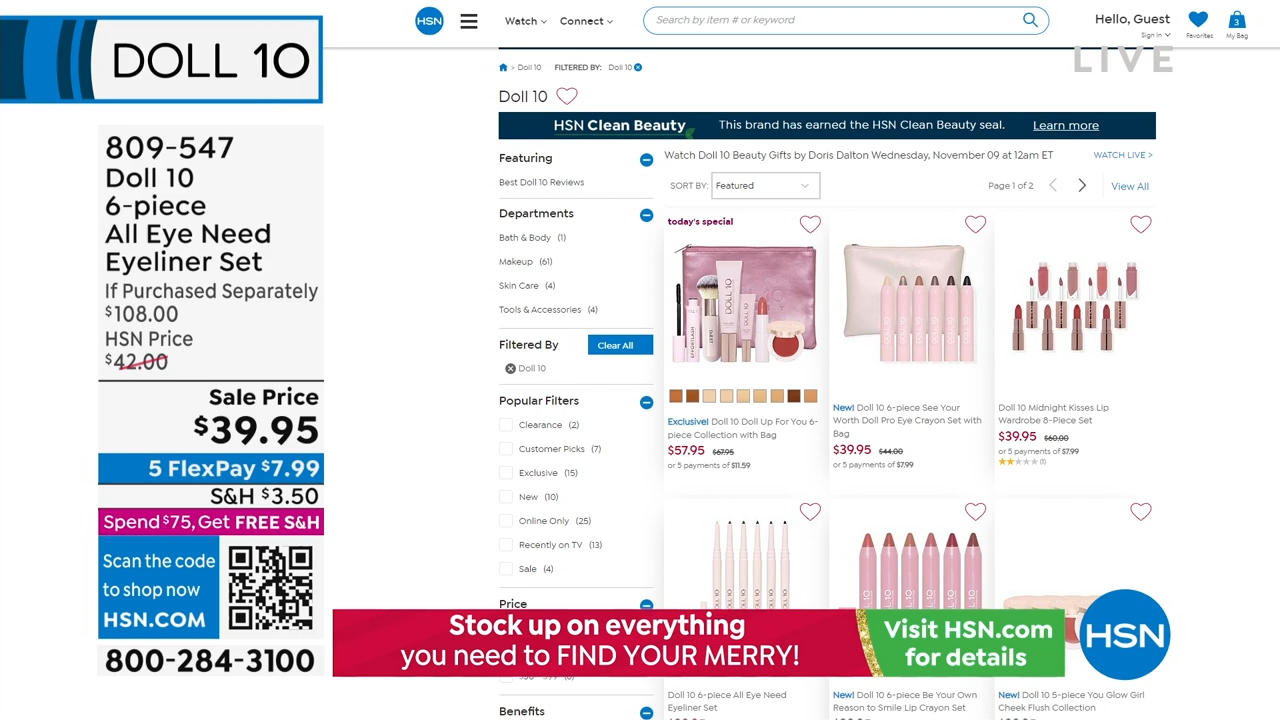 DOLL 10
809-547
Doll 10
6-piece
All Eye Need
Eyeliner Set
If Purchased Separately
$108.00
HSN Price
$42.00
Sale Price
$39.95
5 FlexPay $7.99
S&H $3.50
Spend $75, Get FREE S&H
Scan the code
to shop now
HSN.COM
800-284-3100
HSN
Watch
Connect
Search by item # or keyword
Hello, Guest
Sign in
Favorites
3
My Bag
LIVE
> Doll 10 FILTERED BY: Doll 10
Doll 10
HSN Clean Beauty This brand has earned the HSN Clean Beauty seal. Learn more
Featuring
Best Doll 10 Reviews
Departments
Bath & Body (1)
Makeup (61)
Skin Care (4)
Tools & Accessories (4)
Filtered By Clear All
Doll 10
Popular Filters
Clearance (2)
Customer Picks (7)
Exclusive (15)
New (10)
Online Only (25)
Recently on TV (13)
Sale (4)
Price
Benefits
Watch Doll 10 Beauty Gifts by Doris Dalton Wednesday, November 09 at 12am ET WATCH LIVE >
SORT BY: Featured Page 1 of 2 View All
today's special
DOLL 10
DOLL 10
Exclusive! Doll 10 Doll Up For You 6-
piece Collection with Bag
$57.95 $67.95
or 5 payments of $11.59
New! Doll 10 6-piece See Your
Worth Doll Pro Eye Crayon Set with
Bag
$39.95 $44.00
or 5 payments of $7.99
Doll 10 Midnight Kisses Lip
Wardrobe 8-Piece Set
$39.95 $60.00
or 5 payments of $7.99
(1)
Stock up on everything
you need to FIND YOUR MERRY!
Visit HSN.com
for details
HSN
Doll 10 6-piece All Eye Need
Eyeliner Set
New! Doll 10 6-piece Be Your Own
Reason to Smile Lip Crayon Set
New! Doll 10 5-piece You Glow Girl
Cheek Flush Collection